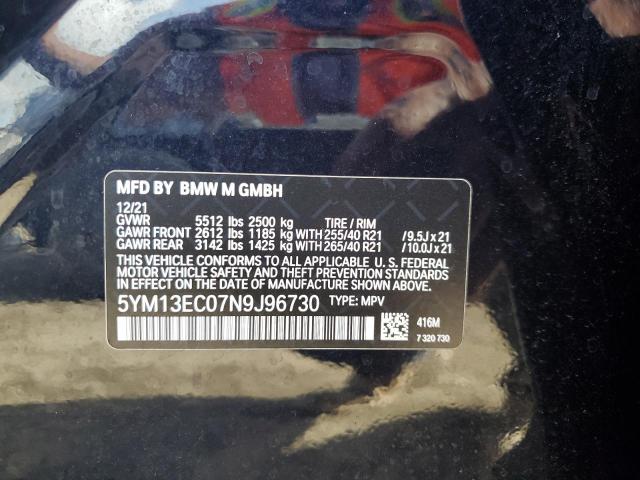 MFD BY BMW M GMBH
12/21
GVWR 5512 lbs 2500 kg TIRE / RIM
GAWR FRONT 2612 lbs 1185 kg WITH 255/40 R21 /9.5J x 21
GAWR REAR 3142 lbs 1425 kg WITH 265/40 R21 /10.0J x 21
THIS VEHICLE CONFORMS TO ALL APPLICABLE U. S. FEDERAL
MOTOR VEHICLE SAFETY AND THEFT PREVENTION STANDARDS
IN EFFECT ON THE DATE OF MANUFACTURE SHOWN ABOVE.
5YM13EC07N9J96730 TYPE: MPV
416M
7 320 730